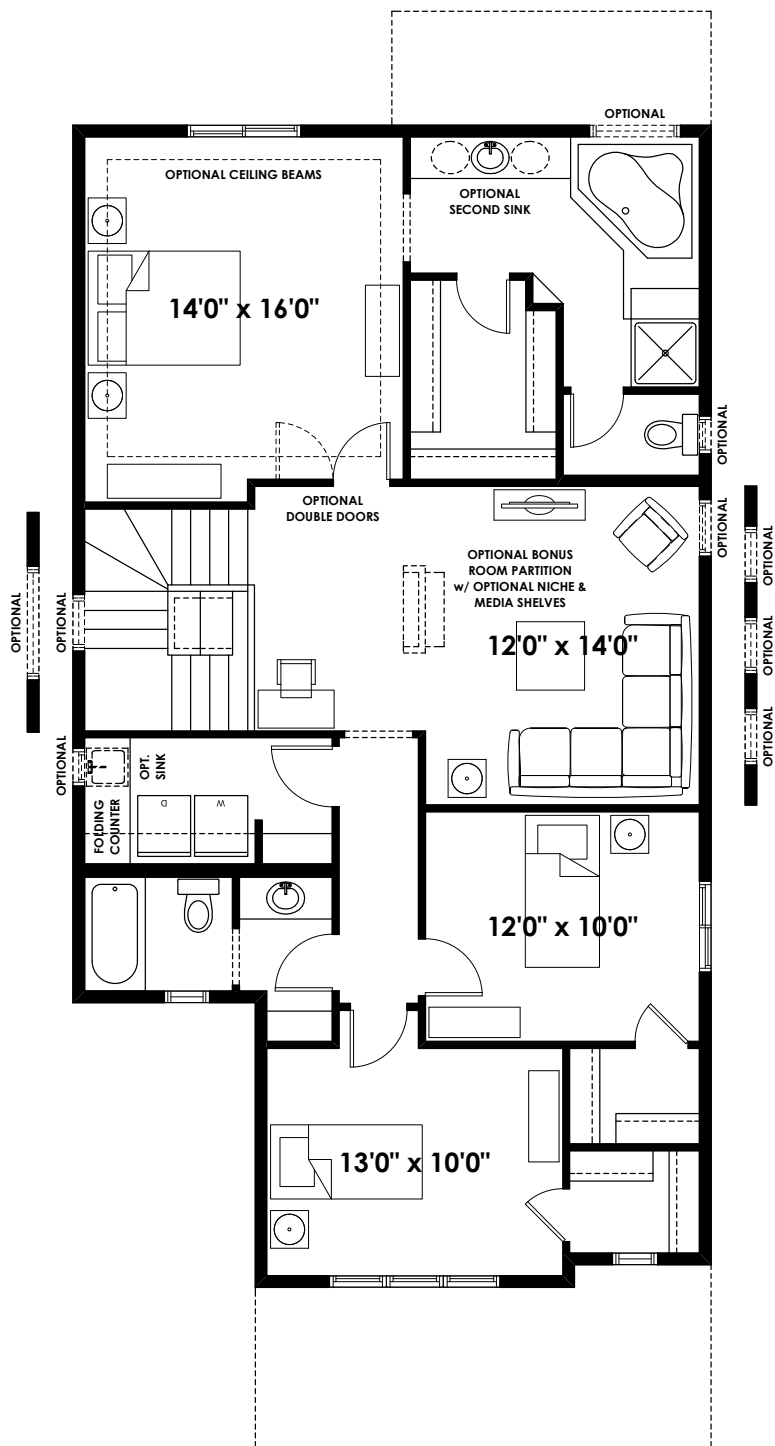 OPTIONAL
OPTIONAL CEILING BEAMS
OPTIONAL
SECOND SINK
14'0" x 16'0"
OPTIONAL
OPTIONAL
DOUBLE DOORS
OPTIONAL
OPTIONAL BONUS
ROOM PARTITION
w/ OPTIONAL NICHE &
MEDIA SHELVES
OPTIONAL
OPTIONAL
OPTIONAL
OPTIONAL
12'0" x 14'0"
OPTIONAL
OPTIONAL
OPTIONAL
OPT.
SINK
FOLDING
COUNTER
D
W
12'0" x 10'0"
13'0" x 10'0"